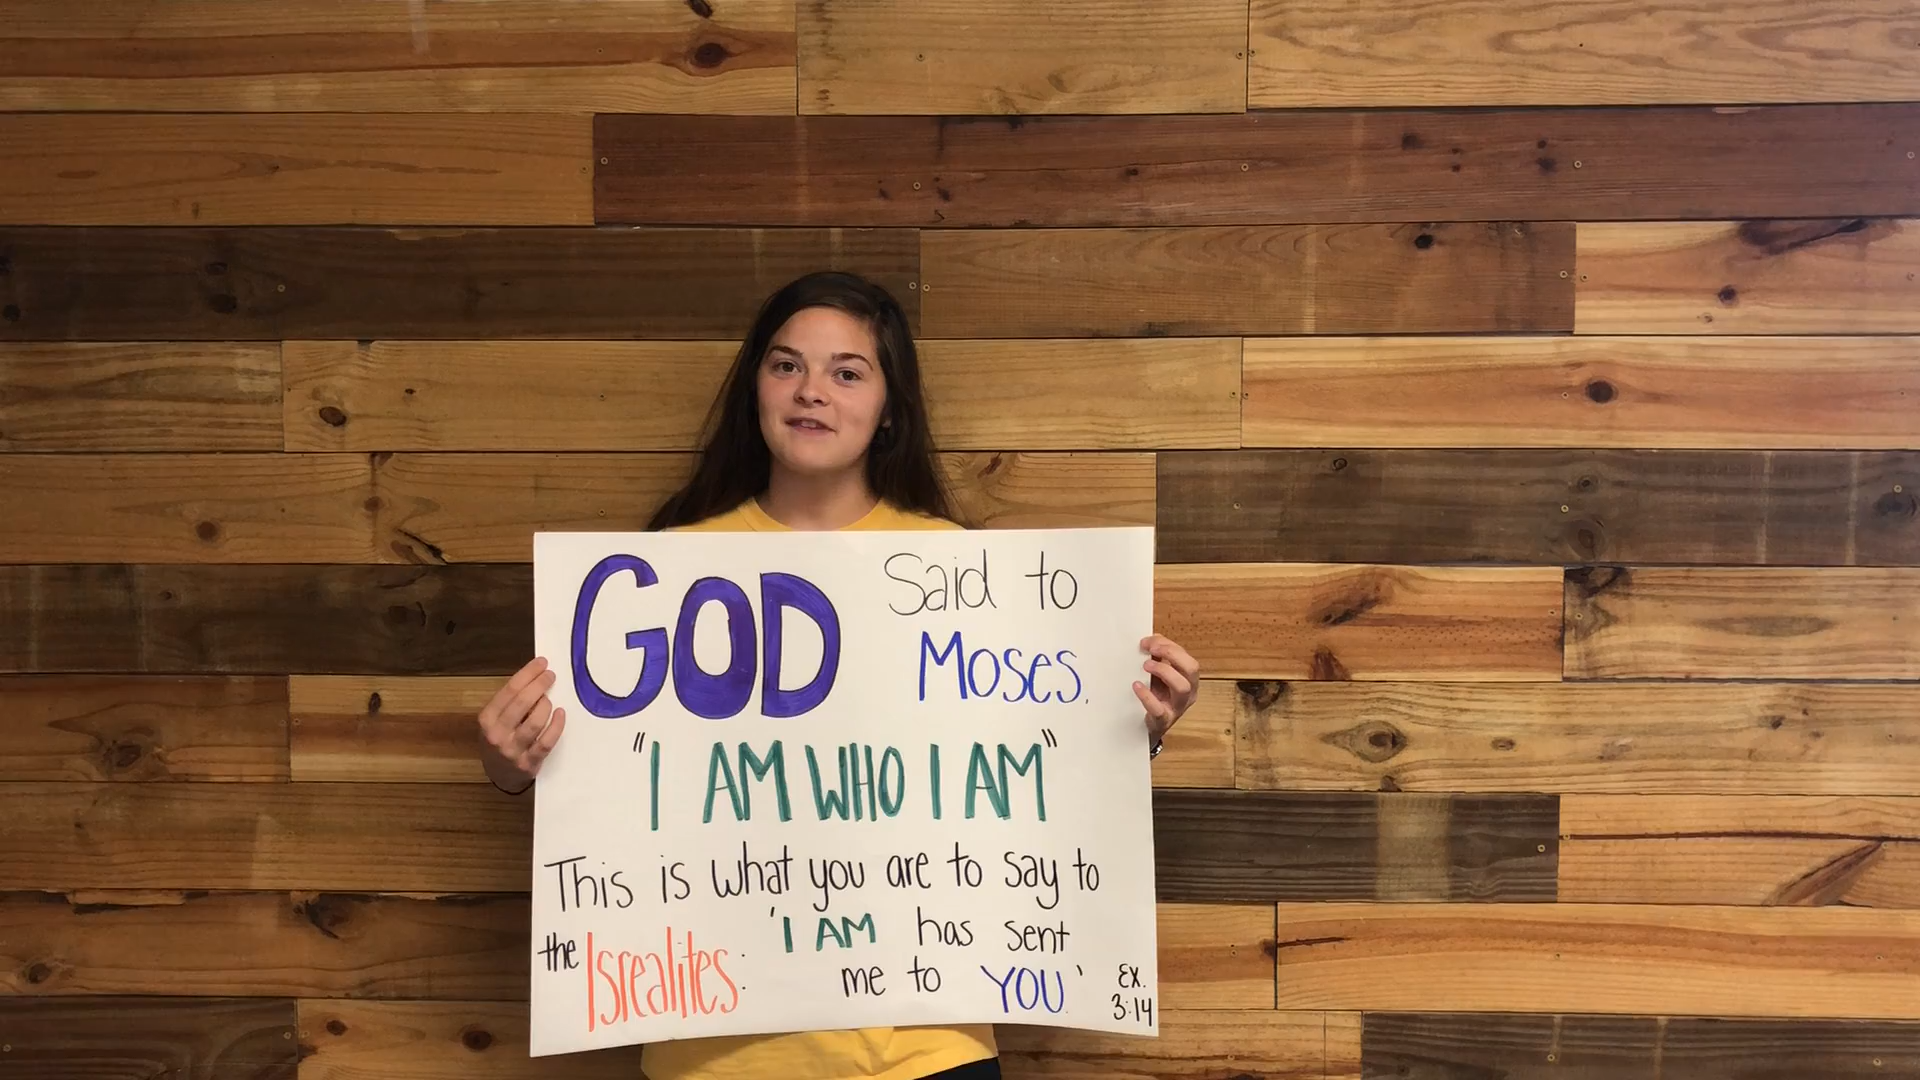 GOD Said to
Moses.
"I AM WHO I AM"
This is what you are to say to
the Isrealites: 'I AM has sent
me to YOU.'
EX.
3:14